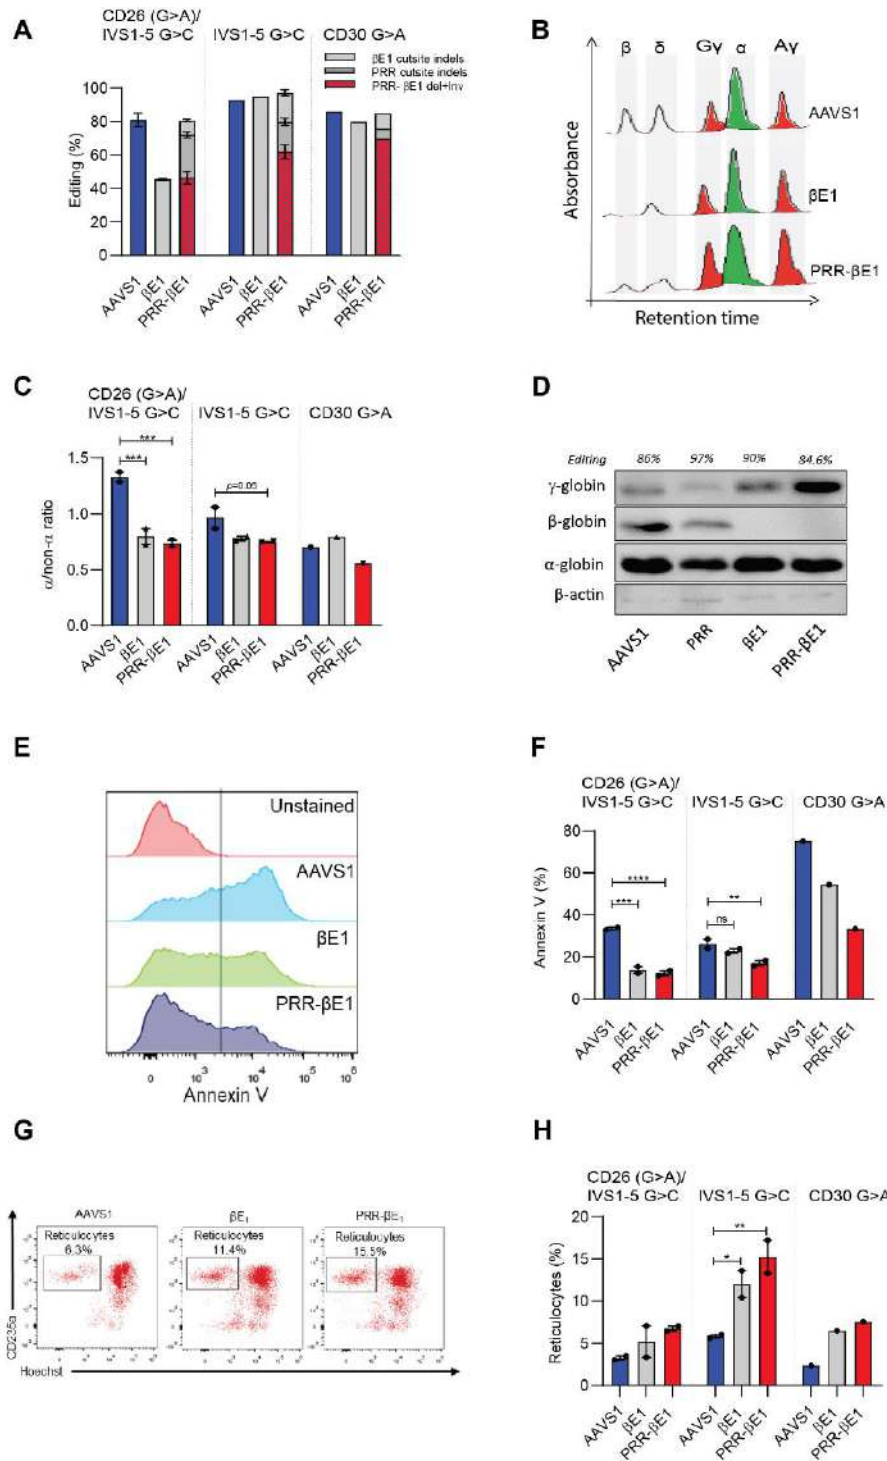 A
CD26 (G>A)/
IVS1-5 G>C
IVS1-5 G>C
CD30 G>A
βE1 cutsite indels
PRR cutsite indels
PRR- βE1 del+Inv
Editing (%)
100
80
60
40
20
0
AAVS1
βE1
PRR-βE1
AAVS1
βE1
PRR-βE1
AAVS1
βE1
PRR-βE1
B
β
δ
Gγ
α
Aγ
AAVS1
βE1
PRR-βE1
Absorbance
Retention time
C
CD26 (G>A)/
IVS1-5 G>C
IVS1-5 G>C
CD30 G>A
α/non-α ratio
1.5
1.0
0.5
0.0
***
***
p=0.05
AAVS1
βE1
PRR-βE1
AAVS1
βE1
PRR-βE1
AAVS1
βE1
PRR-βE1
D
Editing 86% 97% 90% 84.6%
γ-globin
β-globin
α-globin
β-actin
AAVS1
PRR
βE1
PRR-βE1
E
Unstained
AAVS1
βE1
PRR-βE1
0 10³ 10⁴ 10⁵ 10⁶
Annexin V
F
CD26 (G>A)/
IVS1-5 G>C
IVS1-5 G>C
CD30 G>A
Annexin V (%)
80
60
40
20
0
****
***
**
ns
AAVS1
βE1
PRR-βE1
AAVS1
βE1
PRR-βE1
AAVS1
βE1
PRR-βE1
G
AAVS1
βE₁
PRR-βE₁
Reticulocytes
6.3%
Reticulocytes
11.4%
Reticulocytes
15.5%
CD235a
Hoechst
H
CD26 (G>A)/
IVS1-5 G>C
IVS1-5 G>C
CD30 G>A
Reticulocytes (%)
20
15
10
5
0
**
*
AAVS1
βE1
PRR-βE1
AAVS1
βE1
PRR-βE1
AAVS1
βE1
PRR-βE1